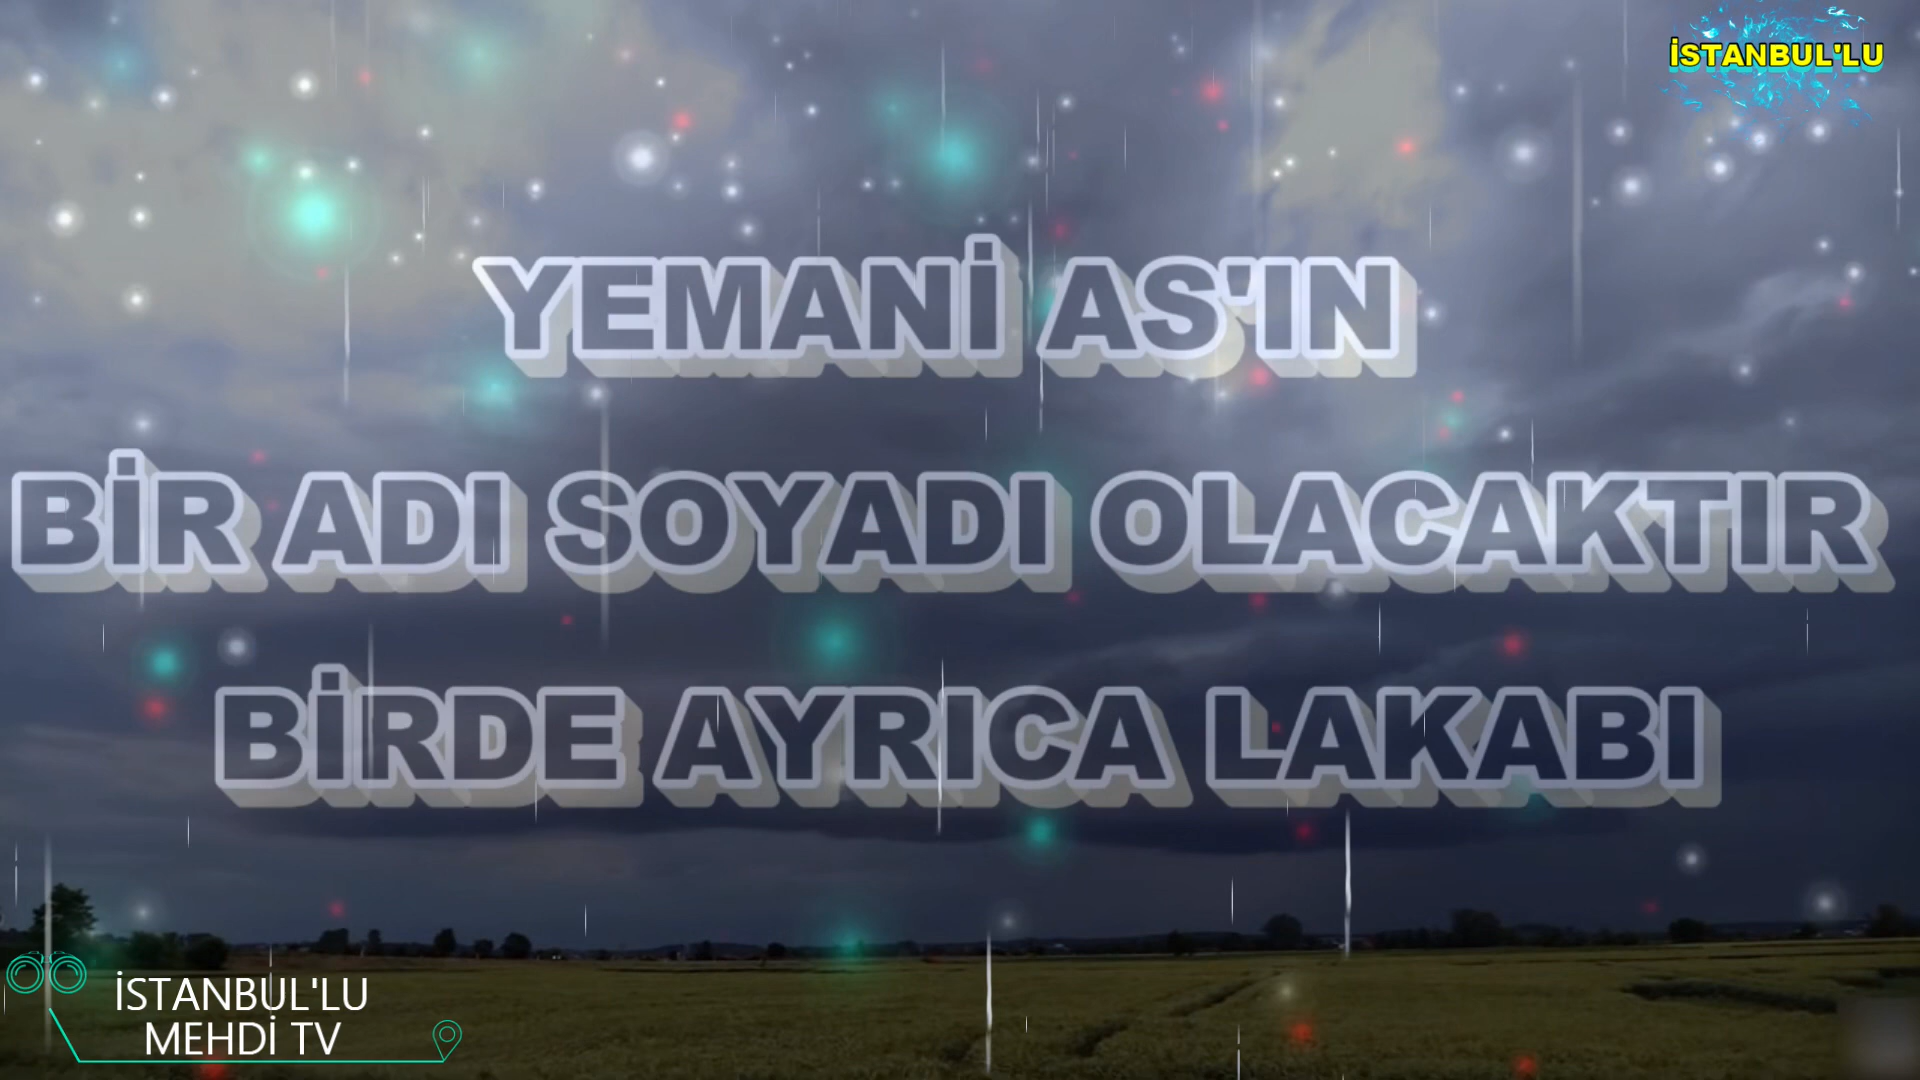 İSTANBUL'LU
YEMANİ AS'IN
BİR ADI SOYADI OLACAKTIR
BİRDE AYRICA LAKABI
İSTANBUL'LU
MEHDİ TV